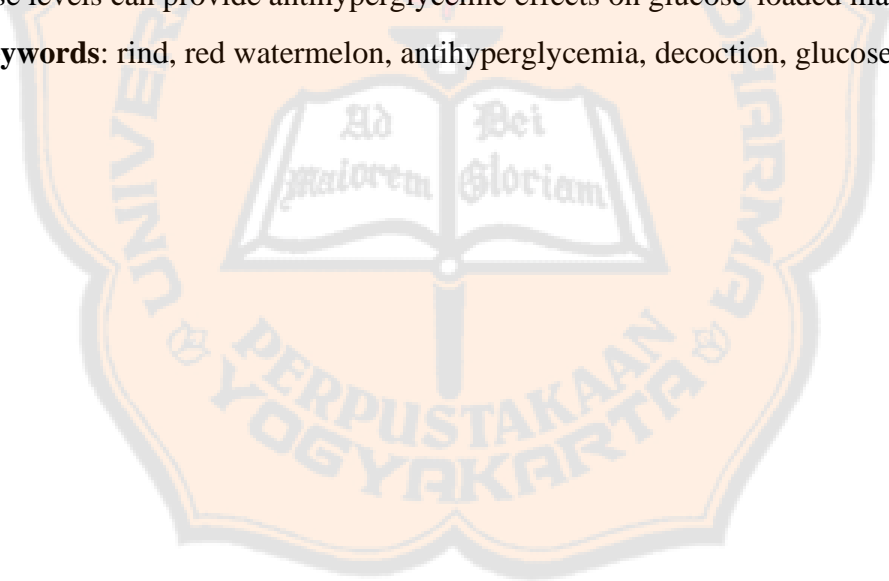 se levels can provide antihyperglycemic effects on glucose-loaded ma
ywords: rind, red watermelon, antihyperglycemia, decoction, glucose
Ad Dei
Maiorem Gloriam
DHARMA
PERPUSTAKAAN
YOGYAKARTA